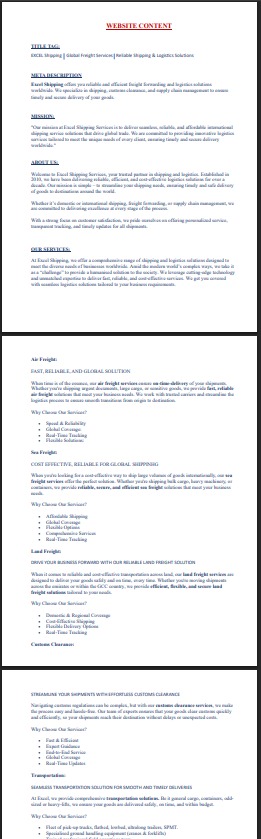 WEBSITE CONTENT
TITLE TAG:
EXCEL Shipping | Global Freight Services | Reliable Shipping & Logistics Solutions
META DESCRIPTION
Excel Shipping offers you reliable and efficient freight forwarding and logistics solutions
worldwide. We specialize in shipping, customs clearance, and supply chain management to ensure
timely and secure delivery of your goods.
MISSION:
"Our mission at Excel Shipping Services is to deliver seamless, reliable, and affordable international
shipping service solutions that drive global trade. We are committed to providing innovative logistics
services tailored to meet the unique needs of every client, ensuring timely and secure delivery
worldwide."
ABOUT US:
Welcome to Excel Shipping Services, your trusted partner in shipping and logistics. Established in
2010, we have been delivering reliable, efficient, and cost-effective logistics solutions for over a
decade. Our mission is simple – to streamline your shipping needs, ensuring timely and safe delivery
of goods to destinations around the world.
Whether it's domestic or international shipping, freight forwarding, or supply chain management, we
are committed to delivering excellence at every stage of the process.
With a strong focus on customer satisfaction, we pride ourselves on offering personalized service,
transparent tracking, and timely updates for all shipments.
OUR SERVICES:
At Excel Shipping, we offer a comprehensive range of shipping and logistics solutions designed to
meet the diverse needs of businesses worldwide. Amid the modern world's complex ways, we take it
as a "challenge" to provide a humanised solution to the society. We leverage cutting-edge technology
and unmatched expertise to deliver fast, reliable, and cost-effective services. We get you covered
with seamless logistics solutions tailored to your business requirements.
Air Freight:
FAST, RELIABLE, AND GLOBAL SOLUTION
When time is of the essence, our air freight services ensure on-time delivery of your shipments.
Whether you're shipping urgent documents, large cargo, or sensitive goods, we provide fast, reliable
air freight solutions that meet your business needs. We work with trusted carriers and streamline the
logistics process to ensure smooth transitions from origin to destination.
Why Choose Our Services?
• Speed & Reliability
• Global Coverage
• Real-Time Tracking
• Flexible Solutions
Sea Freight:
COST EFFECTIVE, RELIABLE FOR GLOBAL SHIPPING
When you're looking for a cost-effective way to ship large volumes of goods internationally, our sea
freight services offer the perfect solution. Whether you're shipping bulk cargo, heavy machinery, or
containers, we provide reliable, secure, and efficient sea freight solutions that meet your business
needs.
Why Choose Our Services?
• Affordable Shipping
• Global Coverage
• Flexible Options
• Comprehensive Services
• Real-Time Tracking
Land Freight:
DRIVE YOUR BUSINESS FORWARD WITH OUR RELIABLE LAND FREIGHT SOLUTION
When it comes to reliable and cost-effective transportation across land, our land freight services are
designed to deliver your goods safely and on time, every time. Whether you're moving shipments
across the emirates or within the GCC country, we provide efficient, flexible, and secure land
freight solutions tailored to your needs.
Why Choose Our Services?
• Domestic & Regional Coverage
• Cost-Effective Shipping
• Flexible Delivery Options
• Real-Time Tracking
Customs Clearance:
STREAMLINE YOUR SHIPMENTS WITH EFFORTLESS CUSTOMS CLEARANCE
Navigating customs regulations can be complex, but with our customs clearance services, we make
the process easy and hassle-free. Our team of experts ensures that your goods clear customs quickly
and efficiently, so your shipments reach their destination without delays or unexpected costs.
• Fast & Efficient
• Expert Guidance
• End-to-End Service
• Global Coverage
• Real-Time Updates
Transportation:
SEAMLESS TRANSPORTATION SOLUTION FOR SMOOTH AND TIMELY DELIVERIES
At Excel, we provide comprehensive transportation solutions. Be it general cargo, containers, odd-
sized or heavy-lifts, we ensure your goods are delivered safely, on time, and within budget.
Why Choose Our Services?
• Fleet of pick-up trucks, flatbed, lowbed, ultralong trailers, SPMT.
• Specialised ground handling equipment (cranes & forklifts)